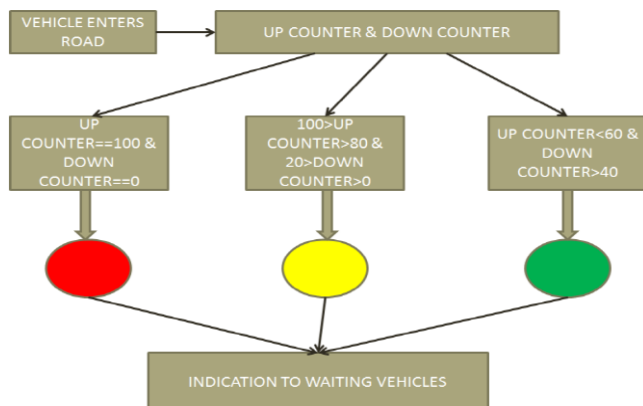 VEHICLE ENTERS
ROAD
UP COUNTER & DOWN COUNTER
UP
COUNTER==100 &
DOWN
COUNTER==0
100>UP
COUNTER>80 &
20>DOWN
COUNTER>0
UP COUNTER<60 &
DOWN
COUNTER>40
INDICATION TO WAITING VEHICLES